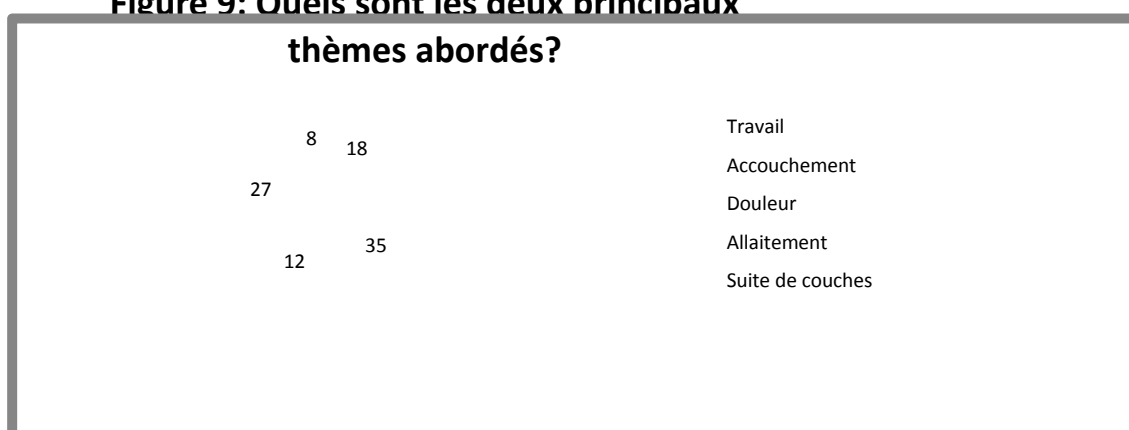 Figure 9: Quels sont les deux principaux
thèmes abordés?
8
18
27
35
12
Travail
Accouchement
Douleur
Allaitement
Suite de couches